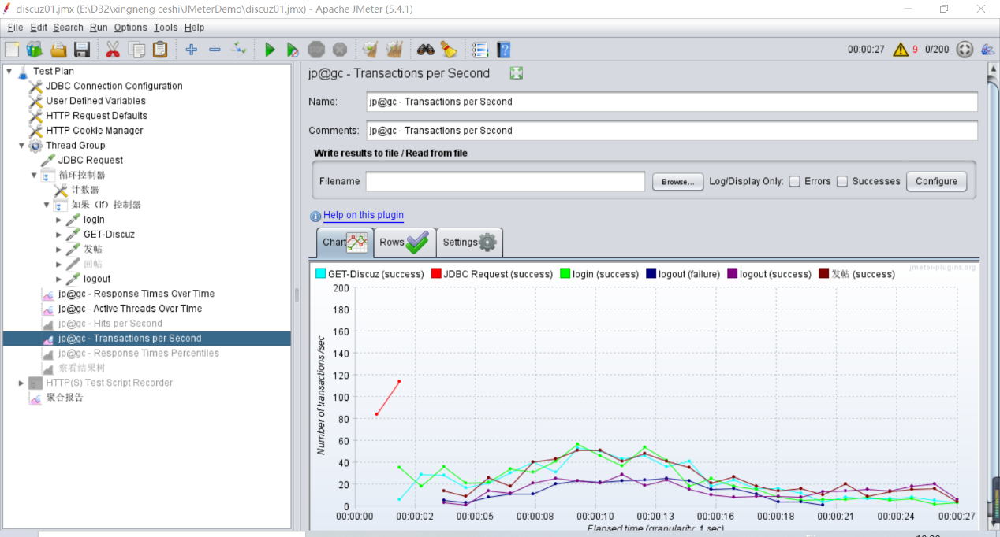 discuz01.jmx (E:\D32\xingneng ceshi\JMeterDemo\discuz01.jmx) - Apache JMeter (5.4.1)
File Edit Search Run Options Tools Help
00:00:27 9 0/200
Test Plan
JDBC Connection Configuration
User Defined Variables
HTTP Request Defaults
HTTP Cookie Manager
Thread Group
JDBC Request
循环控制器
计数器
如果（If）控制器
login
GET-Discuz
发帖
回帖
logout
jp@gc - Response Times Over Time
jp@gc - Active Threads Over Time
jp@gc - Hits per Second
jp@gc - Transactions per Second
jp@gc - Response Times Percentiles
察看结果树
HTTP(S) Test Script Recorder
聚合报告
jp@gc - Transactions per Second
Name: jp@gc - Transactions per Second
Comments: jp@gc - Transactions per Second
Write results to file / Read from file
Filename Browse... Log/Display Only: Errors Successes Configure
Help on this plugin
Chart Rows Settings
jmeter-plugins.org
GET-Discuz (success) JDBC Request (success) login (success) logout (failure) logout (success) 发帖 (success)
Number of transactions /sec
200
180
160
140
120
100
80
60
40
20
0
00:00:00 00:00:02 00:00:05 00:00:08 00:00:10 00:00:13 00:00:16 00:00:18 00:00:21 00:00:24 00:00:27
Elapsed time (granularity: 1 sec)